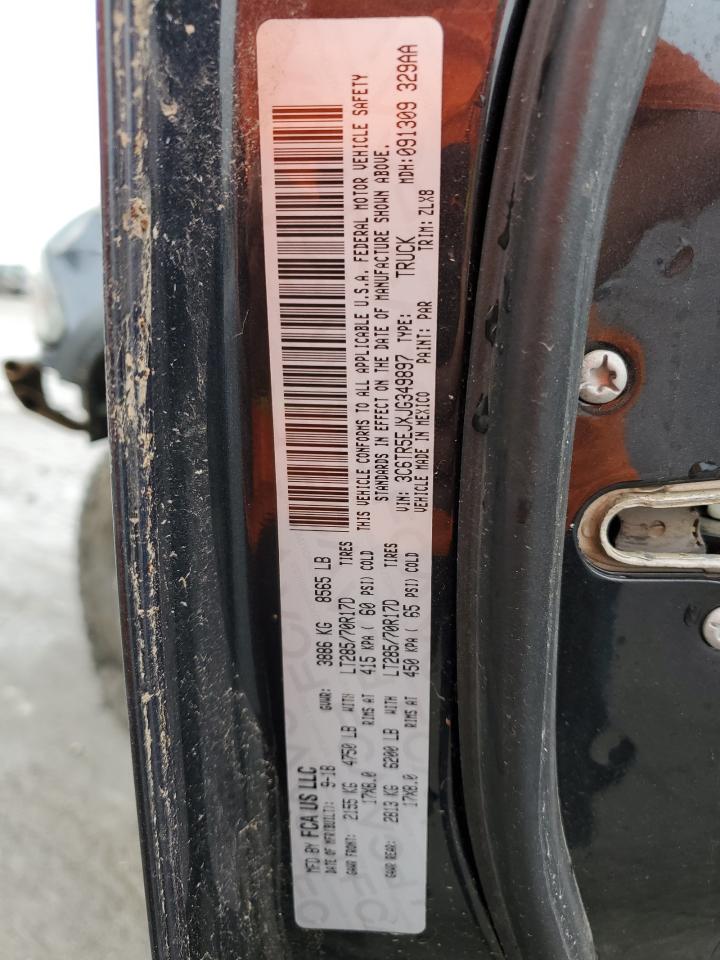 MFD BY FCA US LLC
DATE OF MFR(BUILT): 9-18 GVWR: 3886 KG 8565 LB
GAWR FRONT: 2155 KG 4750 LB WITH LT285/70R17D TIRES
17X8.0 RIMS AT 415 KPA ( 60 PSI) COLD
GAWR REAR: 2813 KG 6200 LB WITH LT285/70R17D TIRES
17X8.0 RIMS AT 450 KPA ( 65 PSI) COLD
THIS VEHICLE CONFORMS TO ALL APPLICABLE U.S.A. FEDERAL MOTOR VEHICLE SAFETY
STANDARDS IN EFFECT ON THE DATE OF MANUFACTURE SHOWN ABOVE.
VIN: 3C6TR5EJXJG349897 TYPE: TRUCK MDH:091309 329AA
VEHICLE MADE IN MEXICO PAINT: PAR TRIM: ZLX8